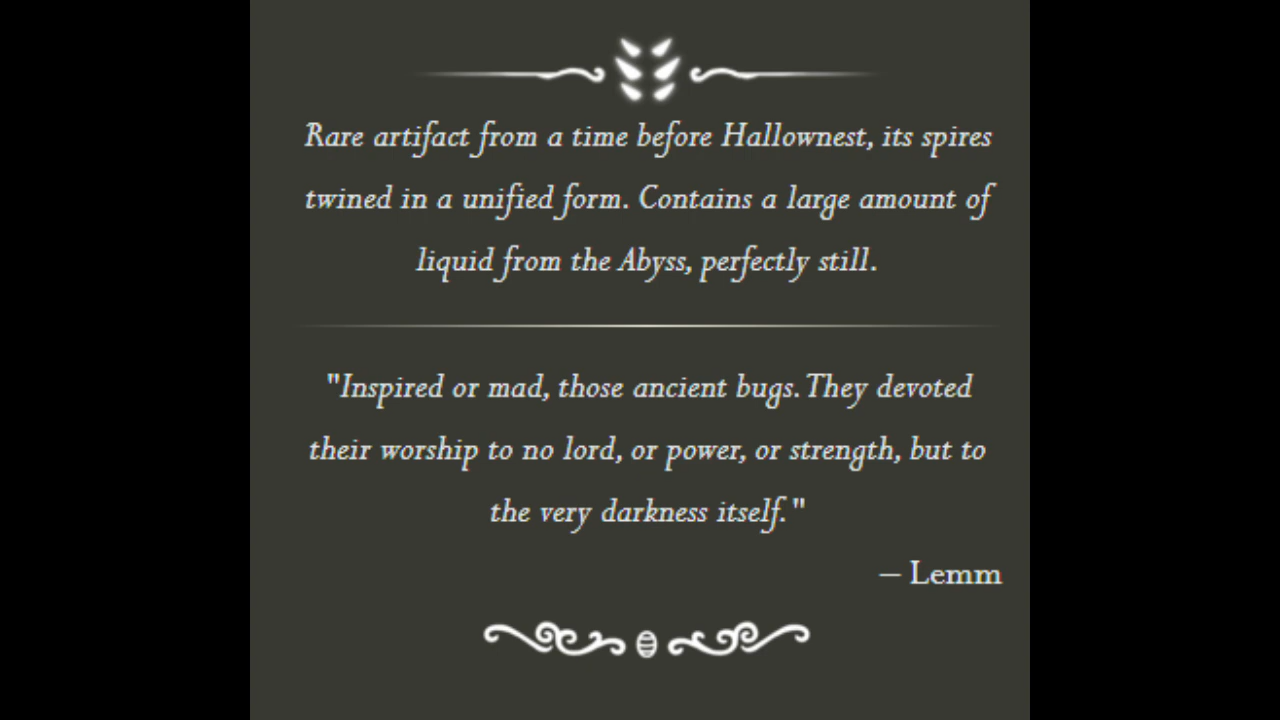 Rare artifact from a time before Hallownest, its spires
twined in a unified form. Contains a large amount of
liquid from the Abyss, perfectly still.
"Inspired or mad, those ancient bugs. They devoted
their worship to no lord, or power, or strength, but to
the very darkness itself."
— Lemm